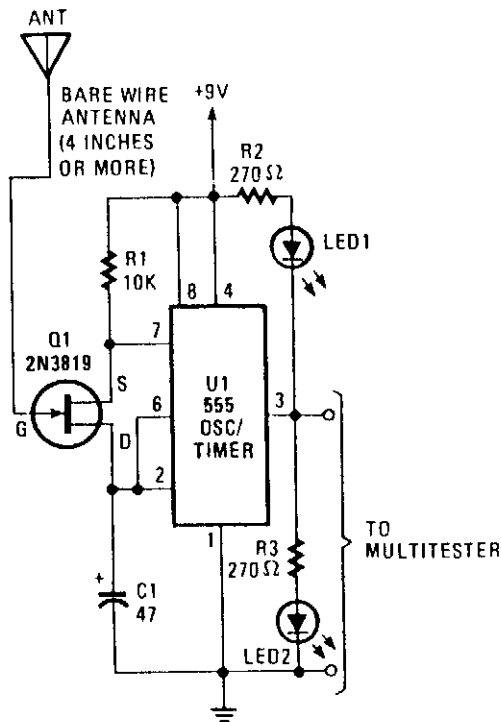 ANT
BARE WIRE
ANTENNA
(4 INCHES
OR MORE)
+9V
R2
270Ω
LED1
R1
10K
8
4
Q1
2N3819
7
S
U1
555
OSC/
TIMER
6
3
G
D
2
1
R3
270Ω
TO
MULTITESTER
+
C1
47
LED2